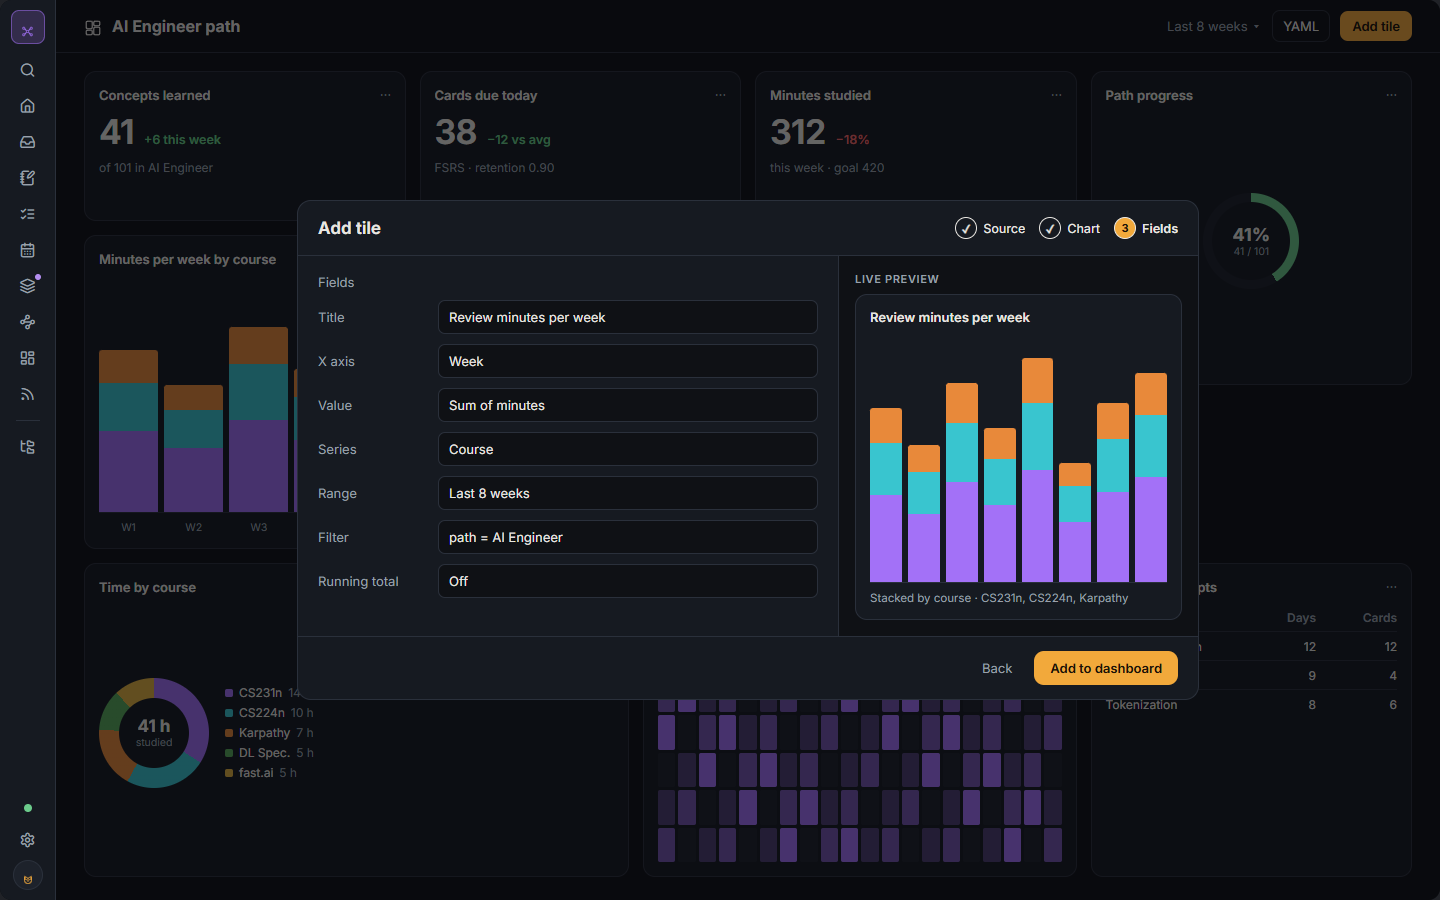 AI Engineer path
Last 8 weeks
YAML
Add tile
Concepts learned
41 +6 this week
of 101 in AI Engineer
Cards due today
38 −12 vs avg
FSRS · retention 0.90
Minutes studied
312 −18%
this week · goal 420
Path progress
41%
41 / 101
Minutes per week by course
W1
W2
W3
Add tile
✓ Source
✓ Chart
3 Fields
Fields
Title
Review minutes per week
X axis
Week
Value
Sum of minutes
Series
Course
Range
Last 8 weeks
Filter
path = AI Engineer
Running total
Off
LIVE PREVIEW
Review minutes per week
Stacked by course · CS231n, CS224n, Karpathy
Back
Add to dashboard
Time by course
41 h
studied
CS231n
CS224n 10 h
Karpathy 7 h
DL Spec. 5 h
fast.ai 5 h
Days Cards
12 12
9 4
Tokenization 8 6